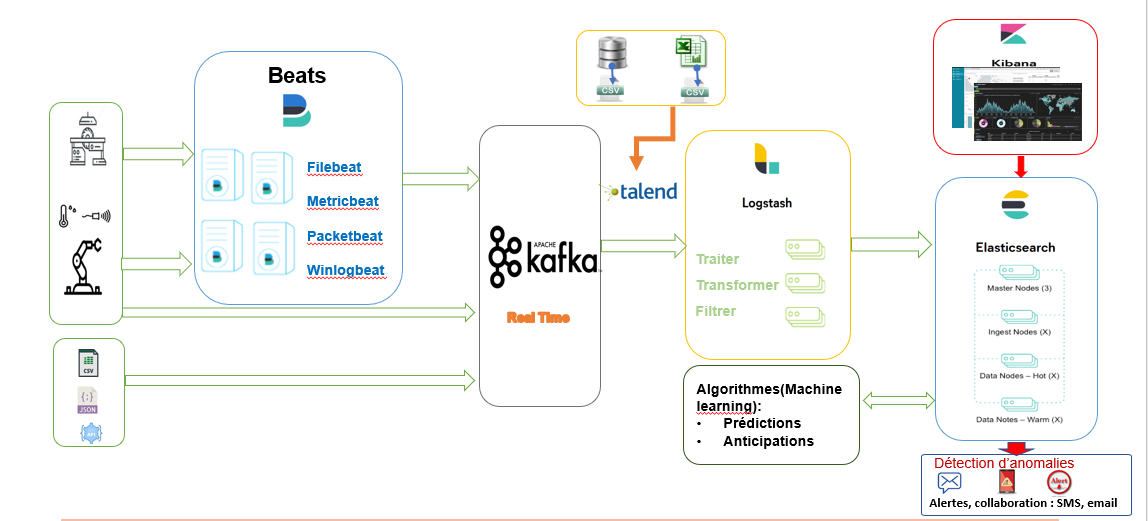 Beats
Filebeat
Metricbeat
Packetbeat
Winlogbeat
CSV
JSON
API
APACHE
kafka
Real Time
CSV
CSV
talend
Logstash
Traiter
Transformer
Filtrer
Algorithmes(Machine
learning):
• Prédictions
• Anticipations
Kibana
Elasticsearch
Master Nodes (3)
Ingest Nodes (X)
Data Nodes – Hot (X)
Data Notes – Warm (X)
Détection d’anomalies
Alert
Alertes, collaboration : SMS, email